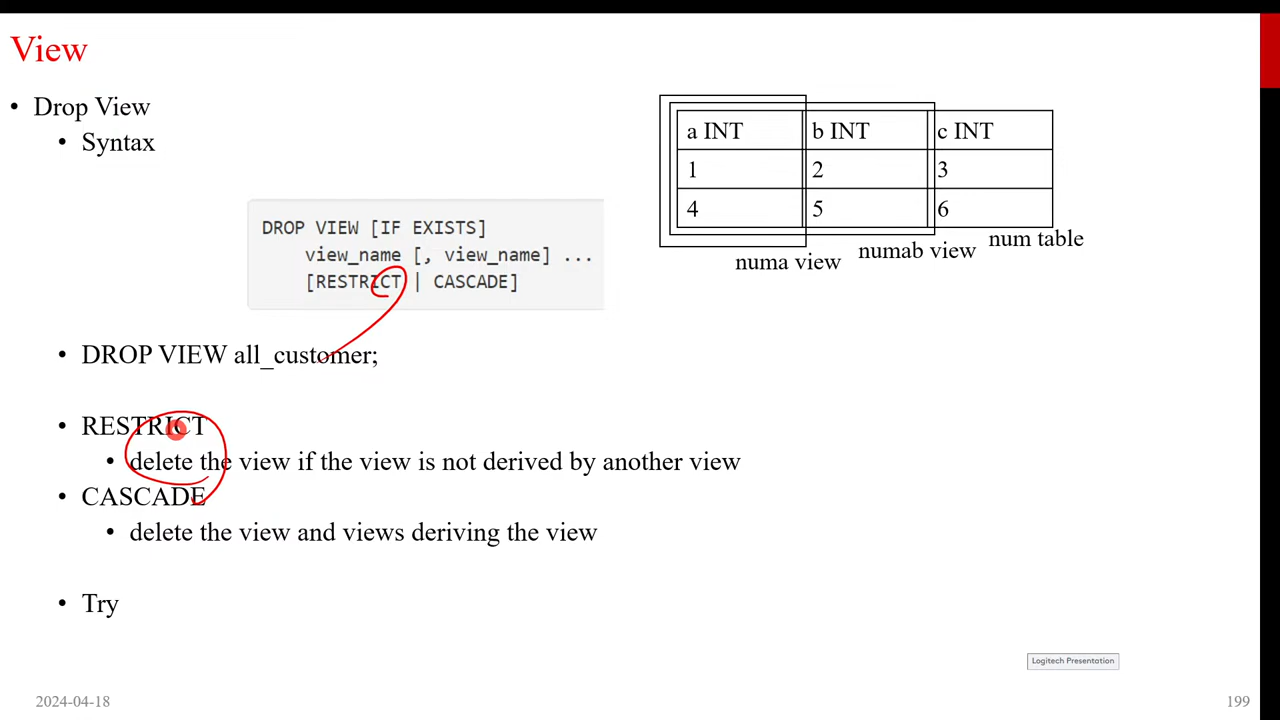 View
• Drop View
• Syntax
DROP VIEW [IF EXISTS]
view_name [, view_name] ...
[RESTRICT | CASCADE]
• DROP VIEW all_customer;
• RESTRICT
• delete the view if the view is not derived by another view
• CASCADE
• delete the view and views deriving the view
• Try
a INT b INT c INT
1 2 3
4 5 6
numa view numab view num table
Logitech Presentation
2024-04-18
199